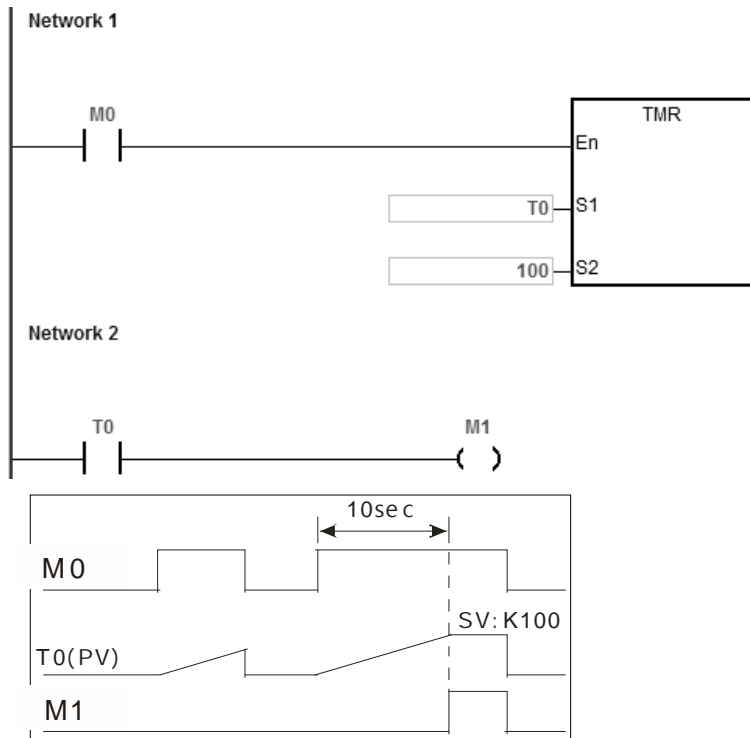 Network 1
M0
TMR
En
T0 S1
100 S2
Network 2
T0 M1
10sec
M0
SV: K100
T0(PV)
M1